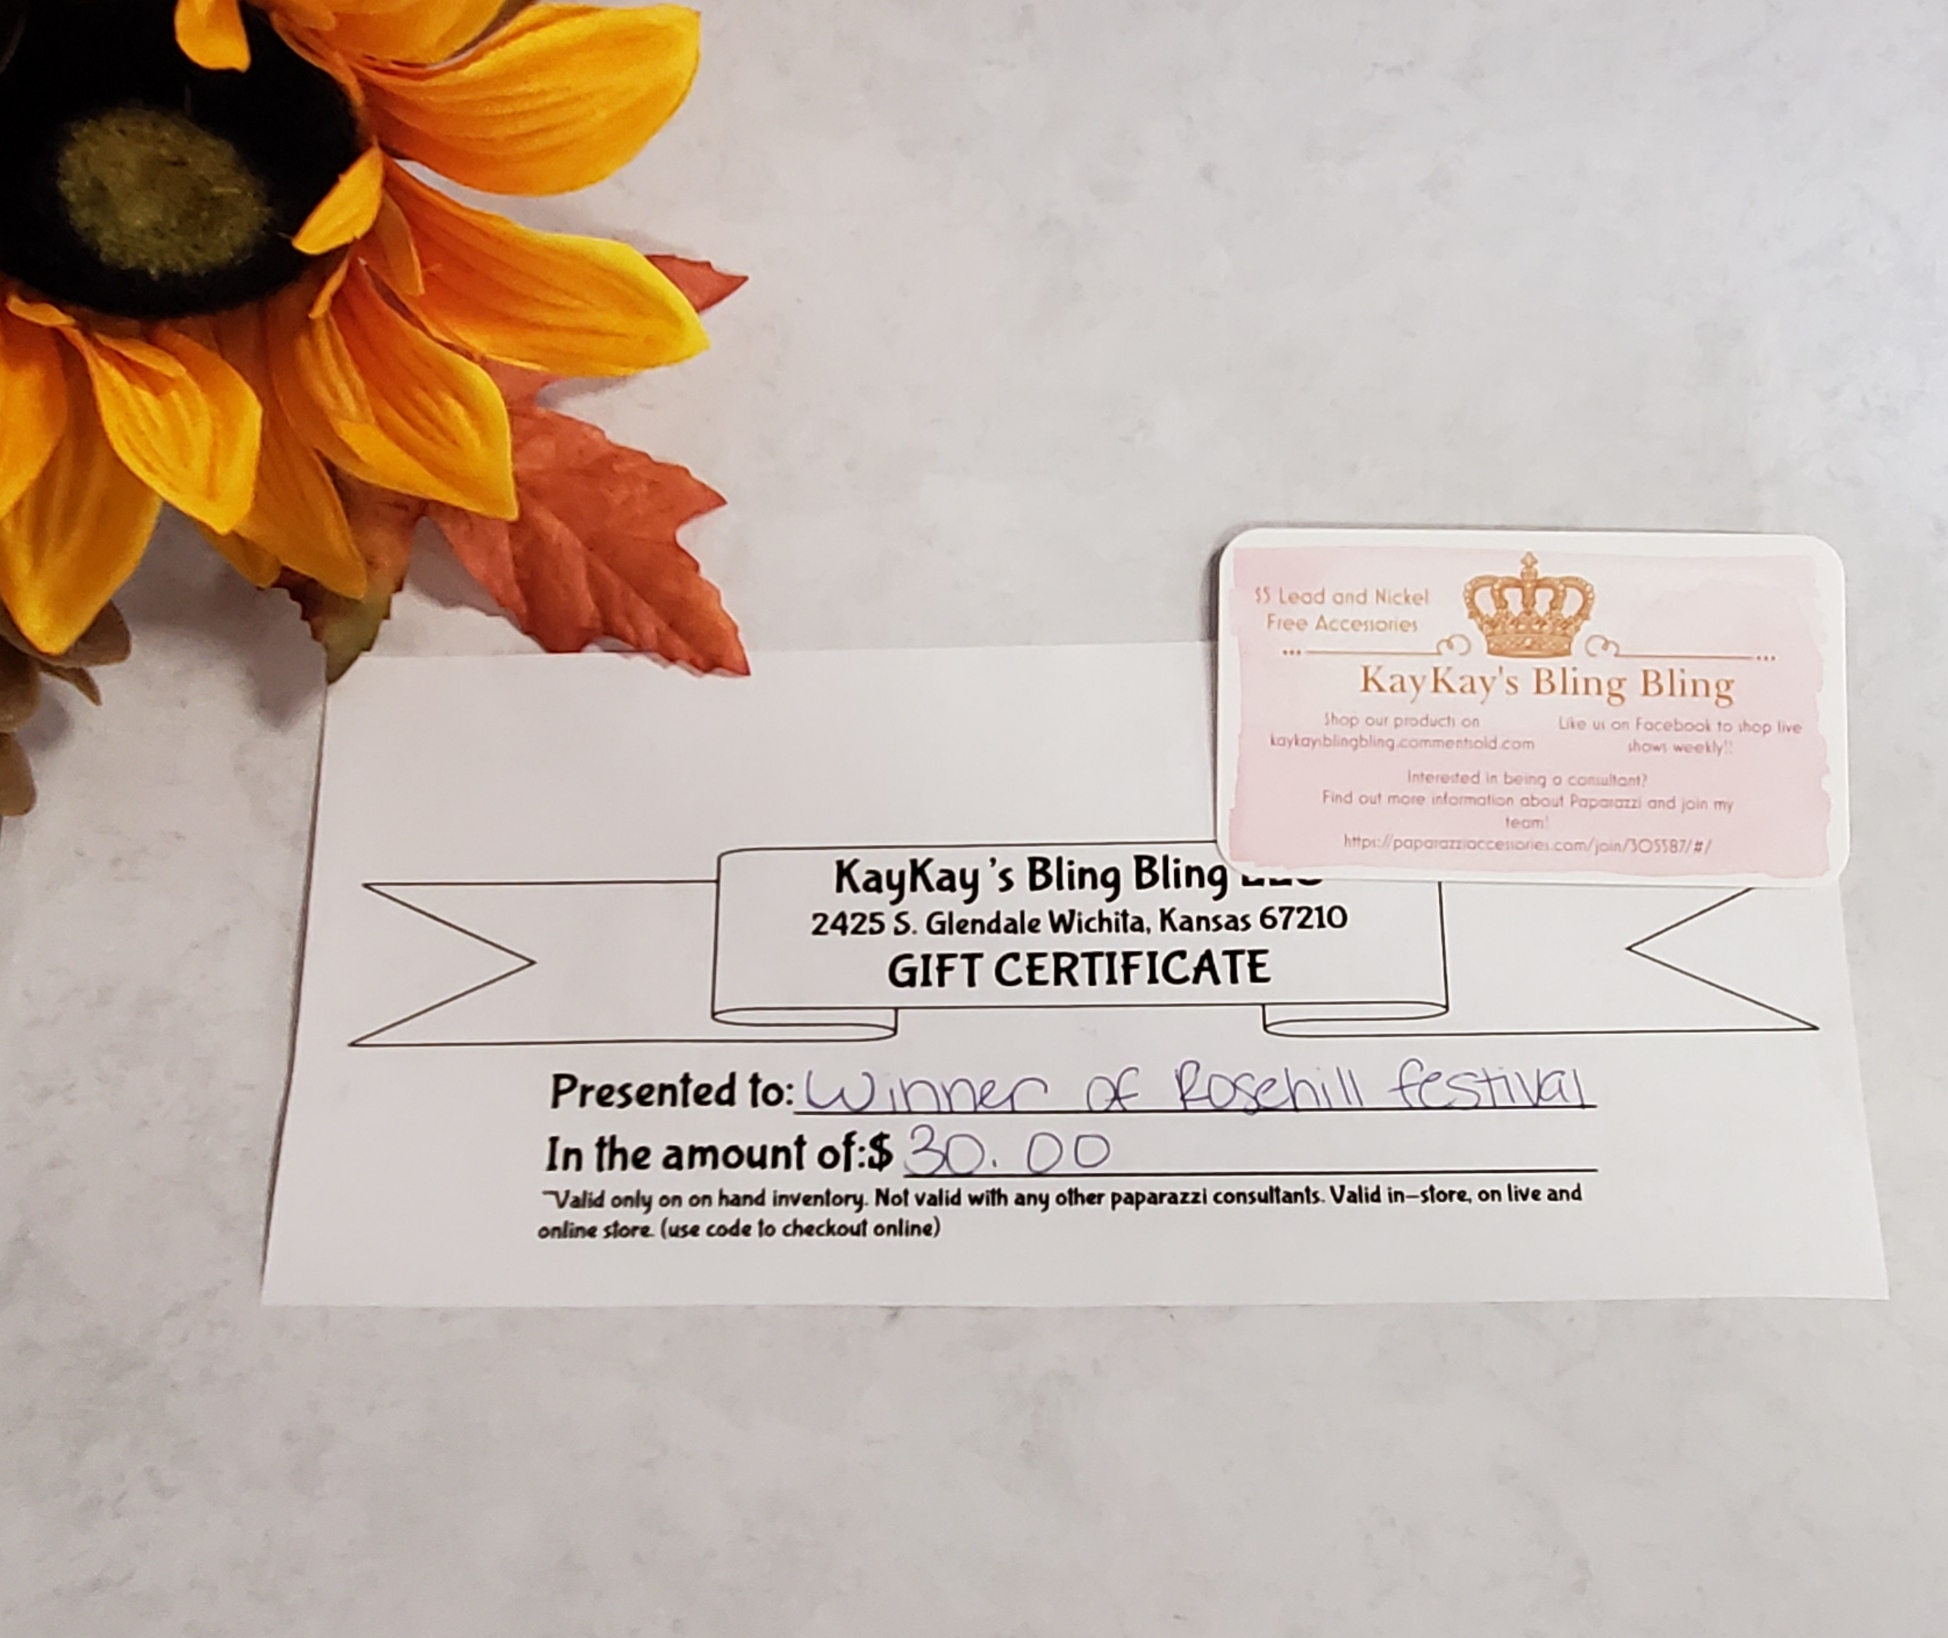 $5 Lead and Nickel
Free Accessories
KayKay's Bling Bling
Shop our products on
kaykaysblingbling.commentsold.com
Like us on Facebook to shop live
shows weekly!!
Interested in being a consultant?
Find out more information about Paparazzi and join my
team!
https://paparazziaccessories.com/join/305587/#/
KayKay's Bling Bling
2425 S. Glendale Wichita, Kansas 67210
GIFT CERTIFICATE
Presented to: Winner of Rosehill festival
In the amount of:$ 30.00
~Valid only on on hand inventory. Not valid with any other paparazzi consultants. Valid in-store, on live and
online store. (use code to checkout online)